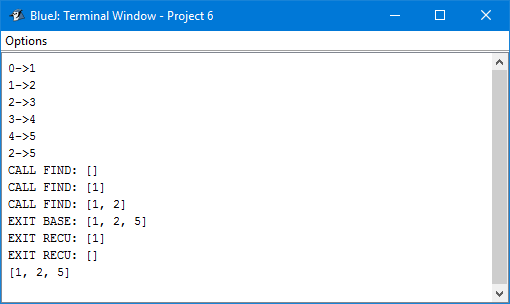 BlueJ: Terminal Window - Project 6
Options
0->1
1->2
2->3
3->4
4->5
2->5
CALL FIND: []
CALL FIND: [1]
CALL FIND: [1, 2]
EXIT BASE: [1, 2, 5]
EXIT RECU: [1]
EXIT RECU: []
[1, 2, 5]